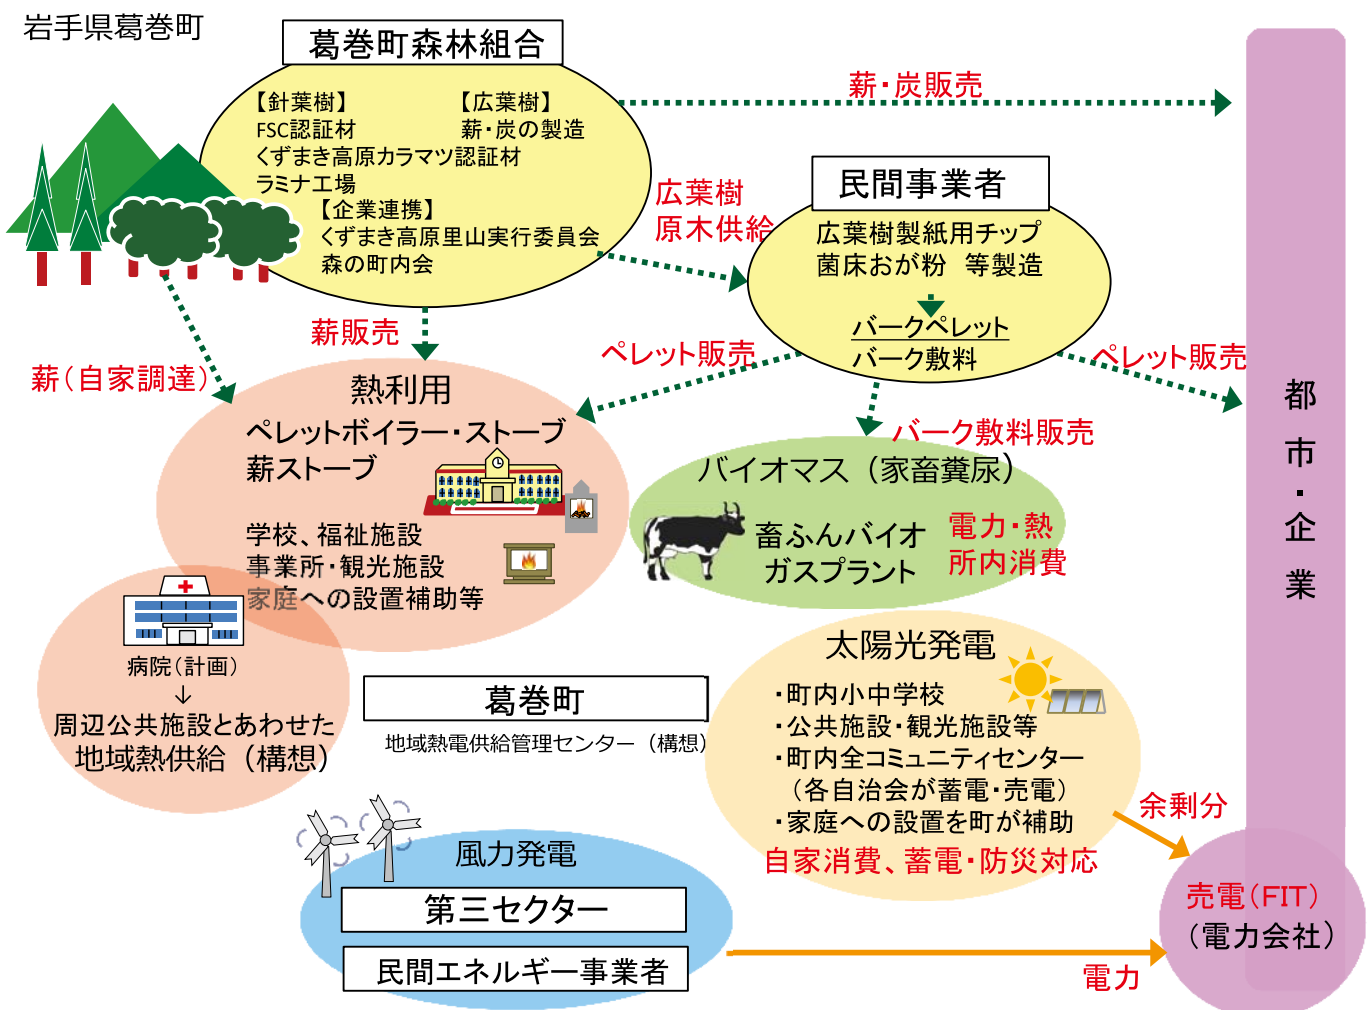 岩手県葛巻町
葛巻町森林組合
【針葉樹】
FSC認証材
くずまき高原カラマツ認証材
ラミナ工場
【広葉樹】
薪・炭の製造
【企業連携】
くずまき高原里山実行委員会
森の町内会
薪・炭販売
広葉樹
原木供給
民間事業者
広葉樹製紙用チップ
菌床おが粉　等製造
バークペレット
バーク敷料
薪（自家調達）
薪販売
ペレット販売
ペレット販売
バーク敷料販売
熱利用
ペレットボイラー・ストーブ
薪ストーブ
学校、福祉施設
事業所・観光施設
家庭への設置補助等
バイオマス（家畜糞尿）
畜ふんバイオ
ガスプラント
電力・熱
所内消費
都市・企業
病院（計画）
↓
周辺公共施設とあわせた
地域熱供給（構想）
葛巻町
地域熱電供給管理センター（構想）
太陽光発電
・町内小中学校
・公共施設・観光施設等
・町内全コミュニティセンター
（各自治会が蓄電・売電）
・家庭への設置を町が補助
自家消費、蓄電・防災対応
余剰分
風力発電
第三セクター
民間エネルギー事業者
電力
売電（FIT）
（電力会社）